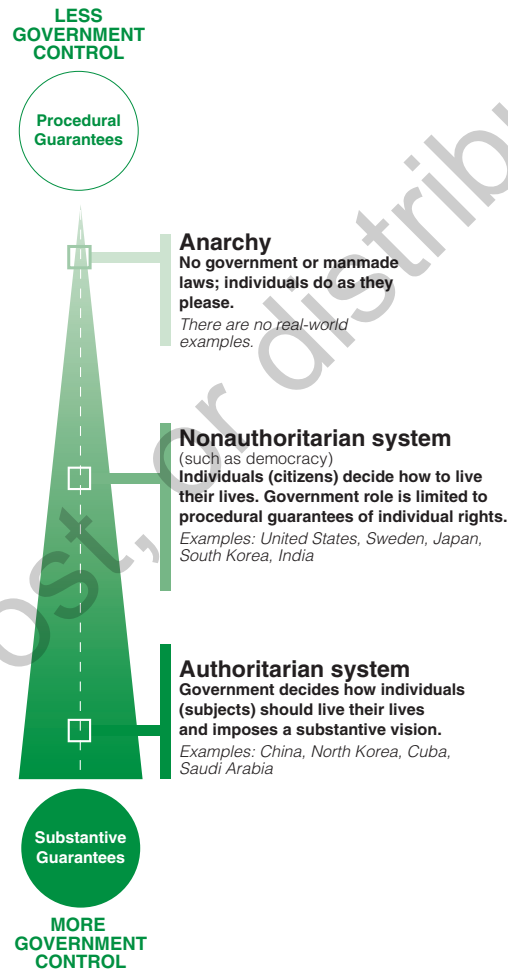 LESS
GOVERNMENT
CONTROL
Procedural
Guarantees
Anarchy
No government or manmade
laws; individuals do as they
please.
There are no real-world
examples.
Nonauthoritarian system
(such as democracy)
Individuals (citizens) decide how to live
their lives. Government role is limited to
procedural guarantees of individual rights.
Examples: United States, Sweden, Japan,
South Korea, India
Authoritarian system
Government decides how individuals
(subjects) should live their lives
and imposes a substantive vision.
Examples: China, North Korea, Cuba,
Saudi Arabia
Substantive
Guarantees
MORE
GOVERNMENT
CONTROL